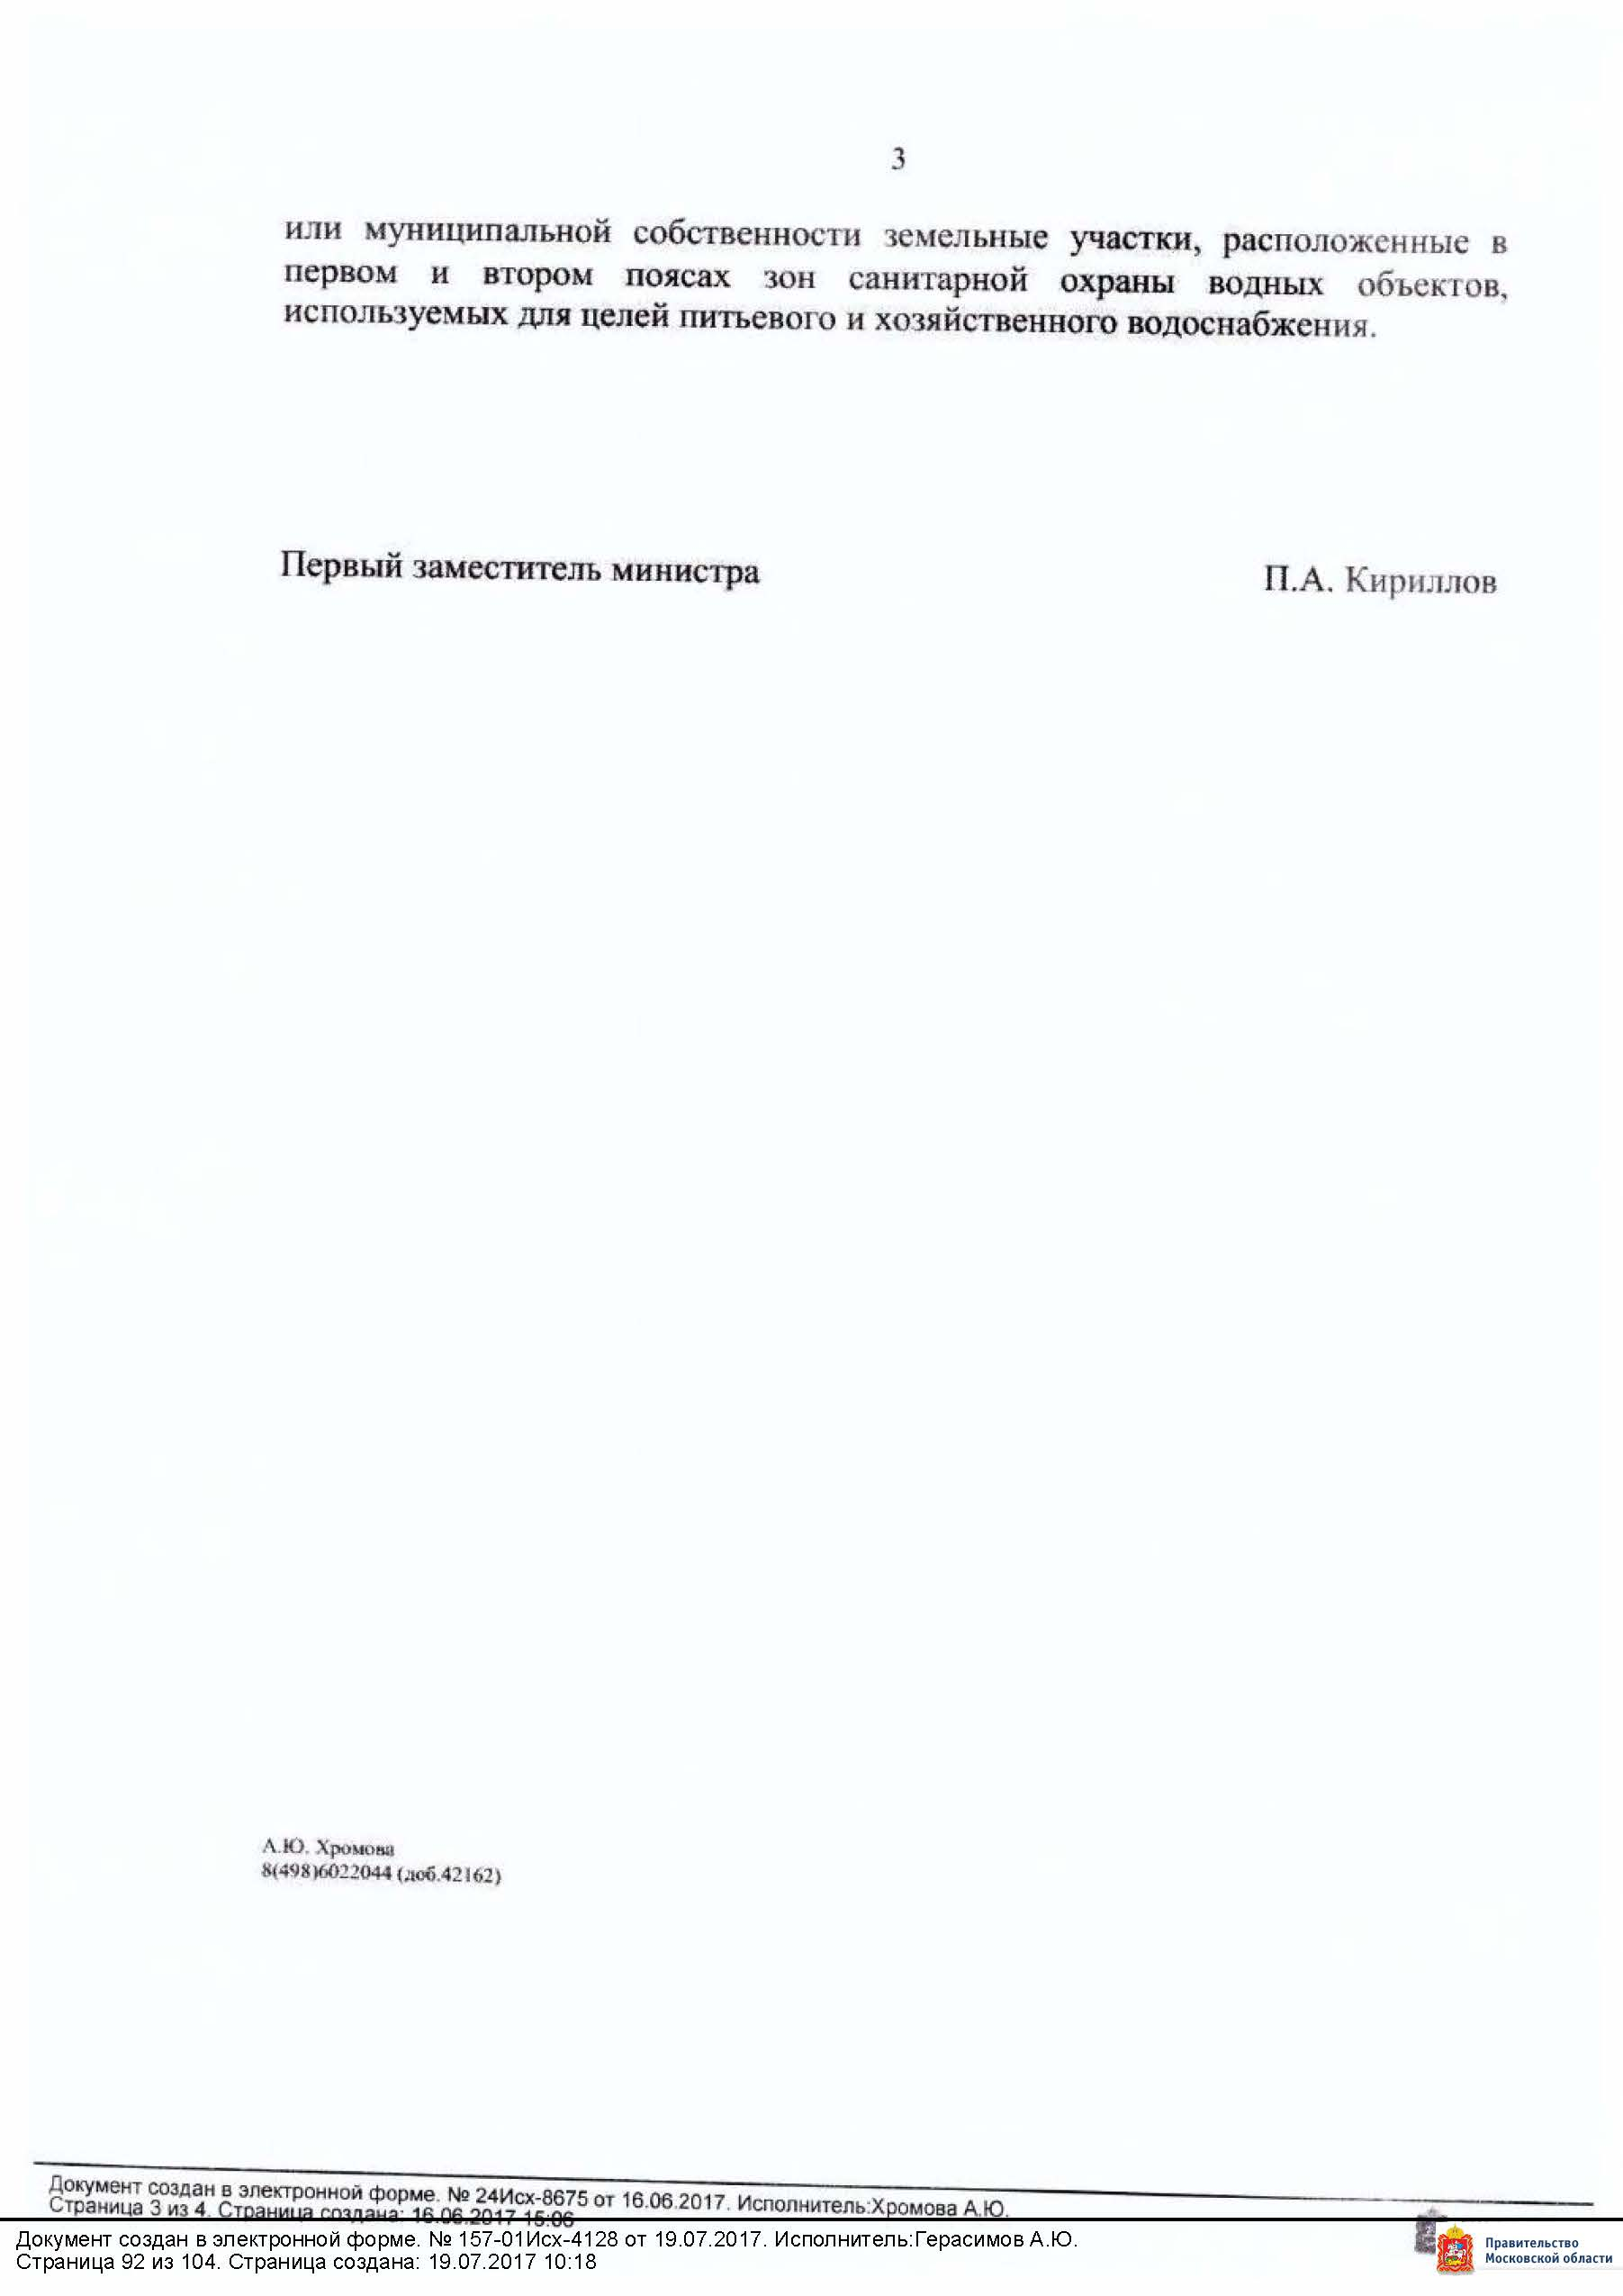 3
или муниципальной собственности земельные участки, расположенные в
первом и втором поясах зон санитарной охраны водных объектов,
используемых для целей питьевого и хозяйственного водоснабжения.
Первый заместитель министра П.А. Кириллов
А.Ю. Хромова
8(498)6022044 (доб.42162)
Документ создан в электронной форме. № 24Исх-8675 от 16.06.2017. Исполнитель:Хромова А.Ю.
Страница 3 из 4. Страница создана: 16.06.2017 15:06
Документ создан в электронной форме. № 157-01Исх-4128 от 19.07.2017. Исполнитель:Герасимов А.Ю.
Страница 92 из 104. Страница создана: 19.07.2017 10:18
Правительство
Московской области